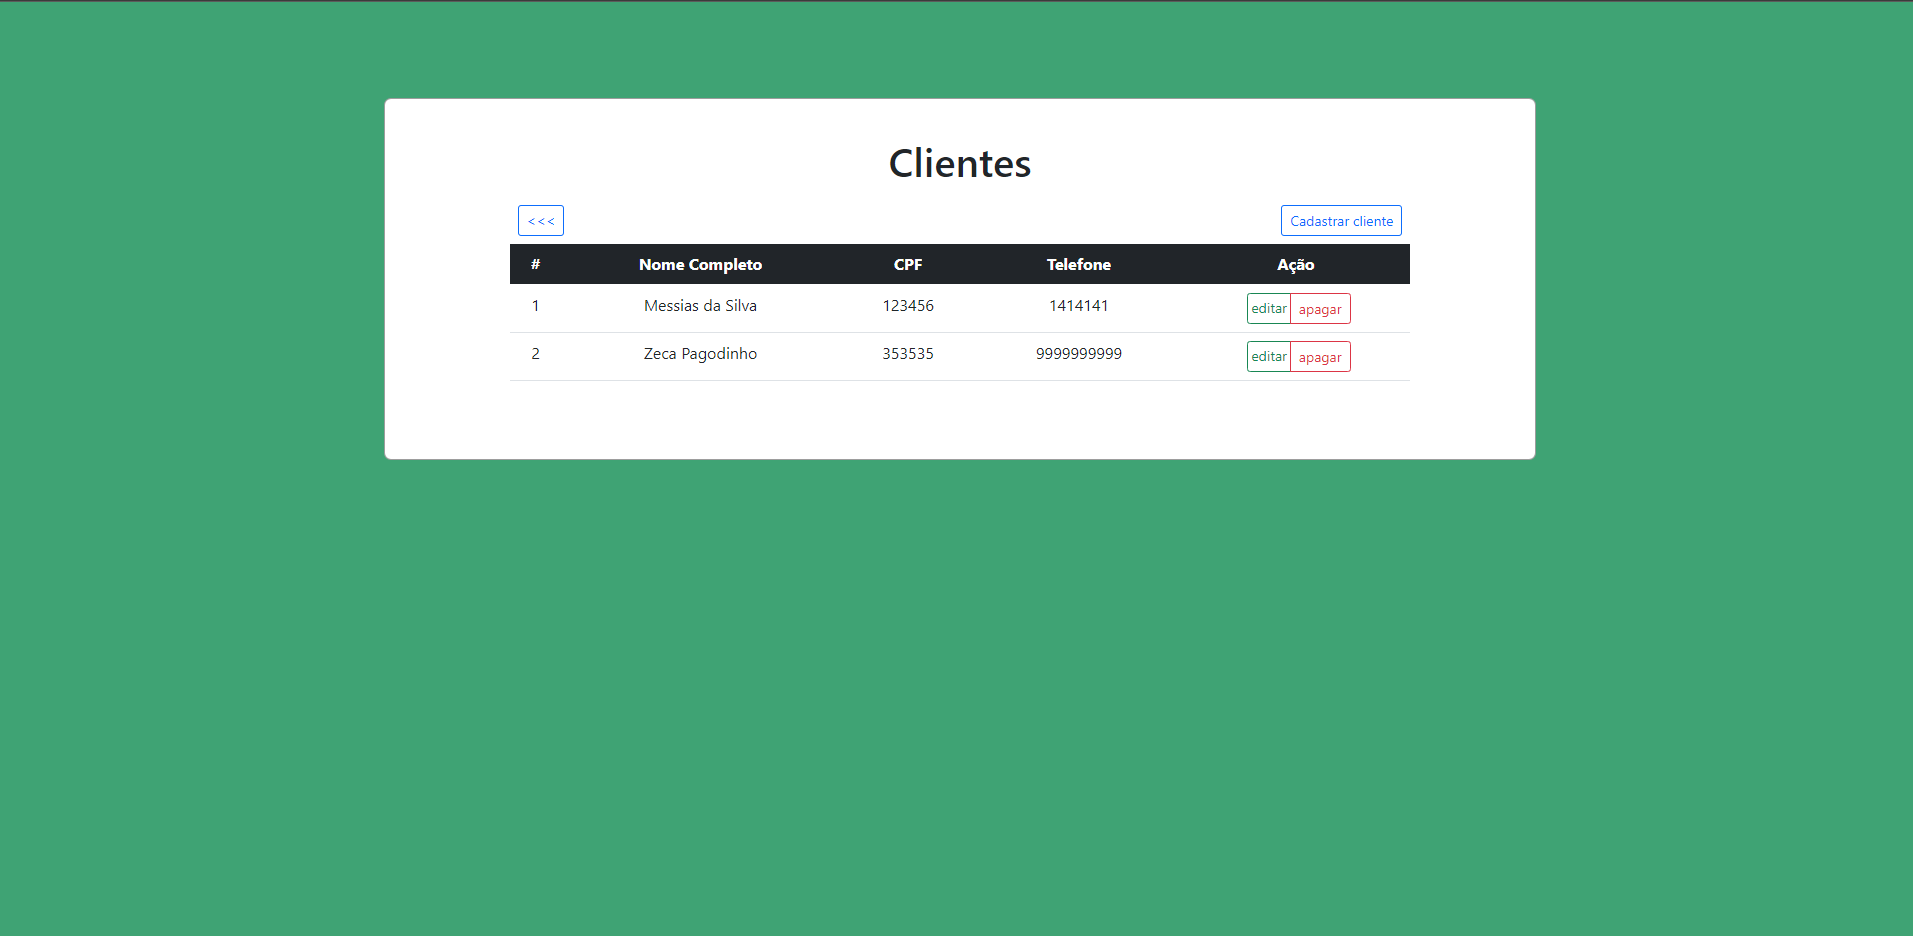 Clientes
<<< Cadastrar cliente
# Nome Completo CPF Telefone Ação
1 Messias da Silva 123456 1414141 editar apagar
2 Zeca Pagodinho 353535 9999999999 editar apagar